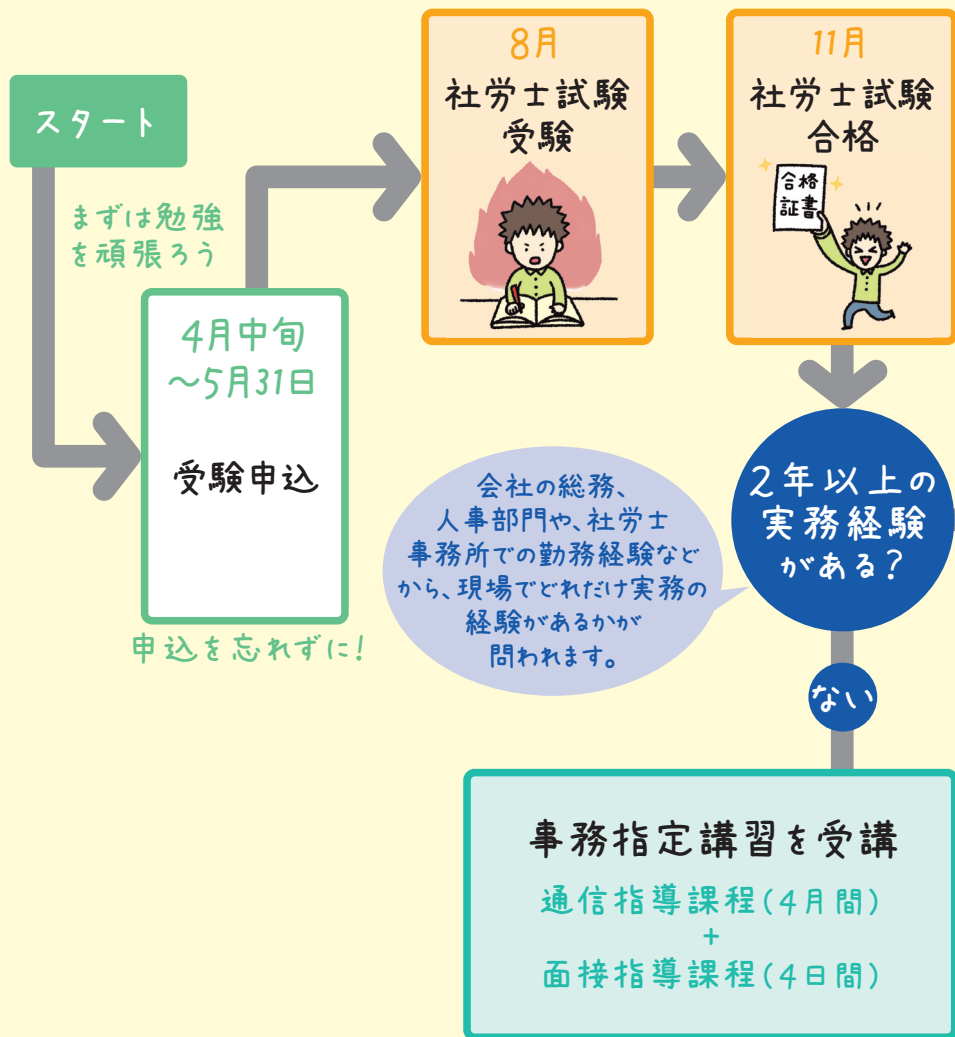 スタート
まずは勉強
を頑張ろう
4月中旬
～5月31日
受験申込
申込を忘れずに!
8月
社労士試験
受験
11月
社労士試験
合格
合格
証書
2年以上の
実務経験
がある?
会社の総務、
人事部門や、社労士
事務所での勤務経験など
から、現場でどれだけ実務の
経験があるかが
問われます。
ない
事務指定講習を受講
通信指導課程(4月間)
+
面接指導課程(4日間)